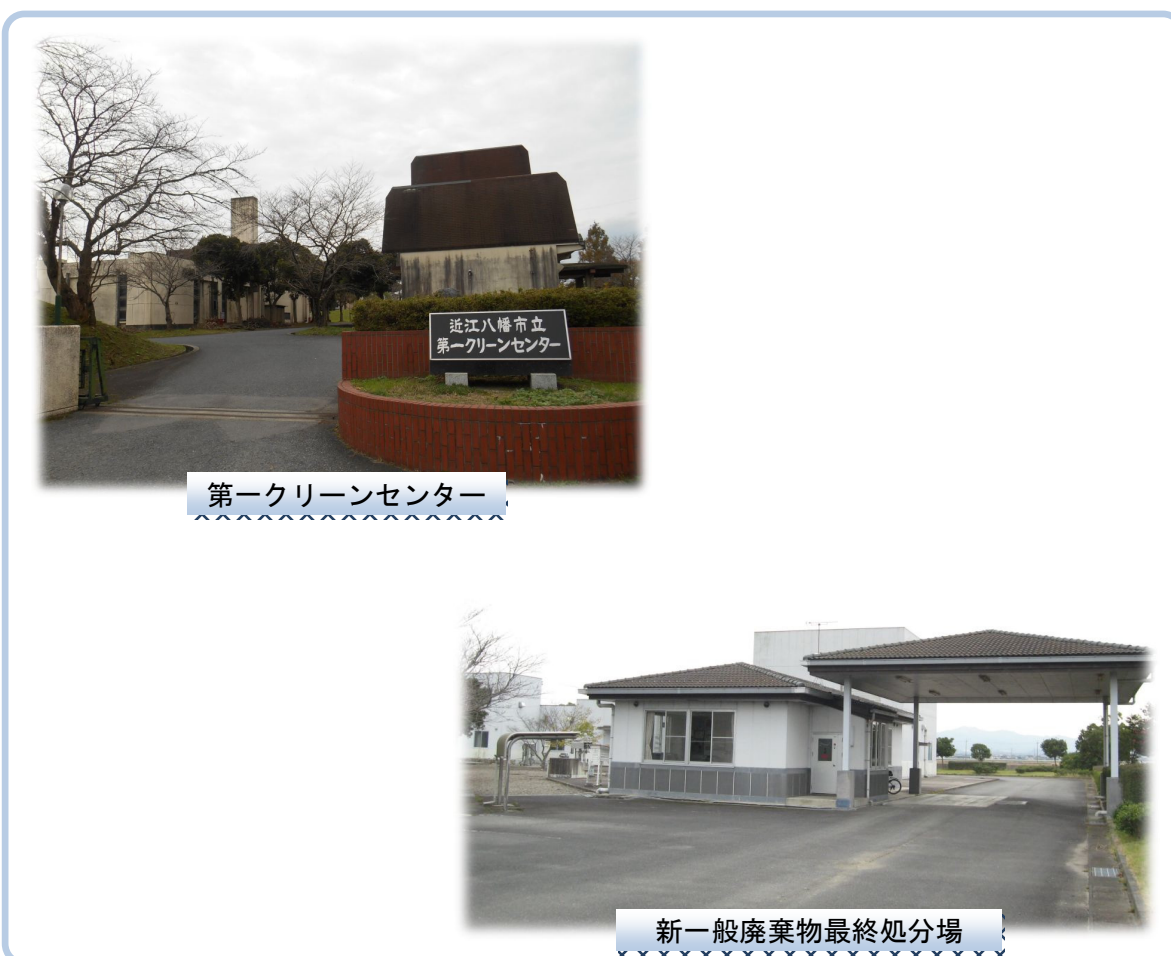 近江八幡市立
第一クリーンセンター
第一クリーンセンター
新一般廃棄物最終処分場